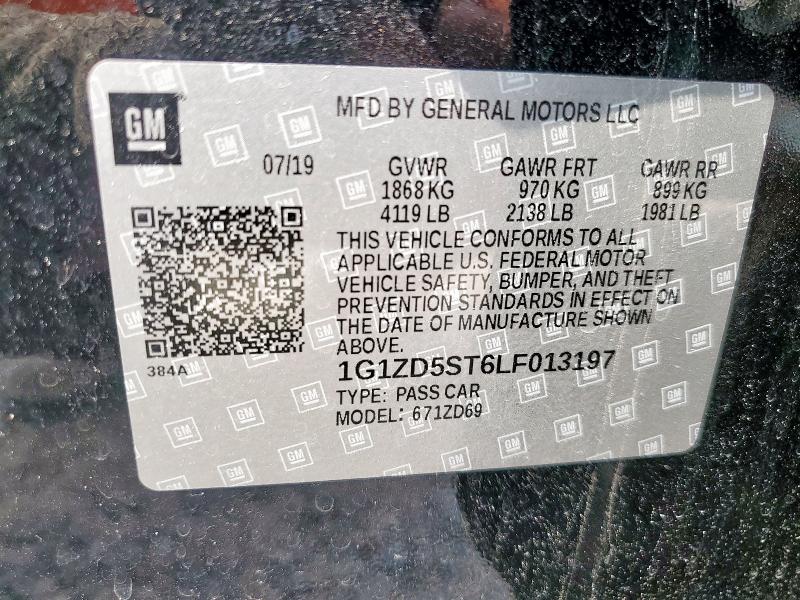 GM
MFD BY GENERAL MOTORS LLC
07/19 GVWR GAWR FRT GAWR RR
1868 KG 970 KG 899 KG
4119 LB 2138 LB 1981 LB
THIS VEHICLE CONFORMS TO ALL
APPLICABLE U.S. FEDERAL MOTOR
VEHICLE SAFETY, BUMPER, AND THEFT
PREVENTION STANDARDS IN EFFECT ON
THE DATE OF MANUFACTURE SHOWN
ABOVE.
384A
1G1ZD5ST6LF013197
TYPE: PASS CAR
MODEL: 671ZD69